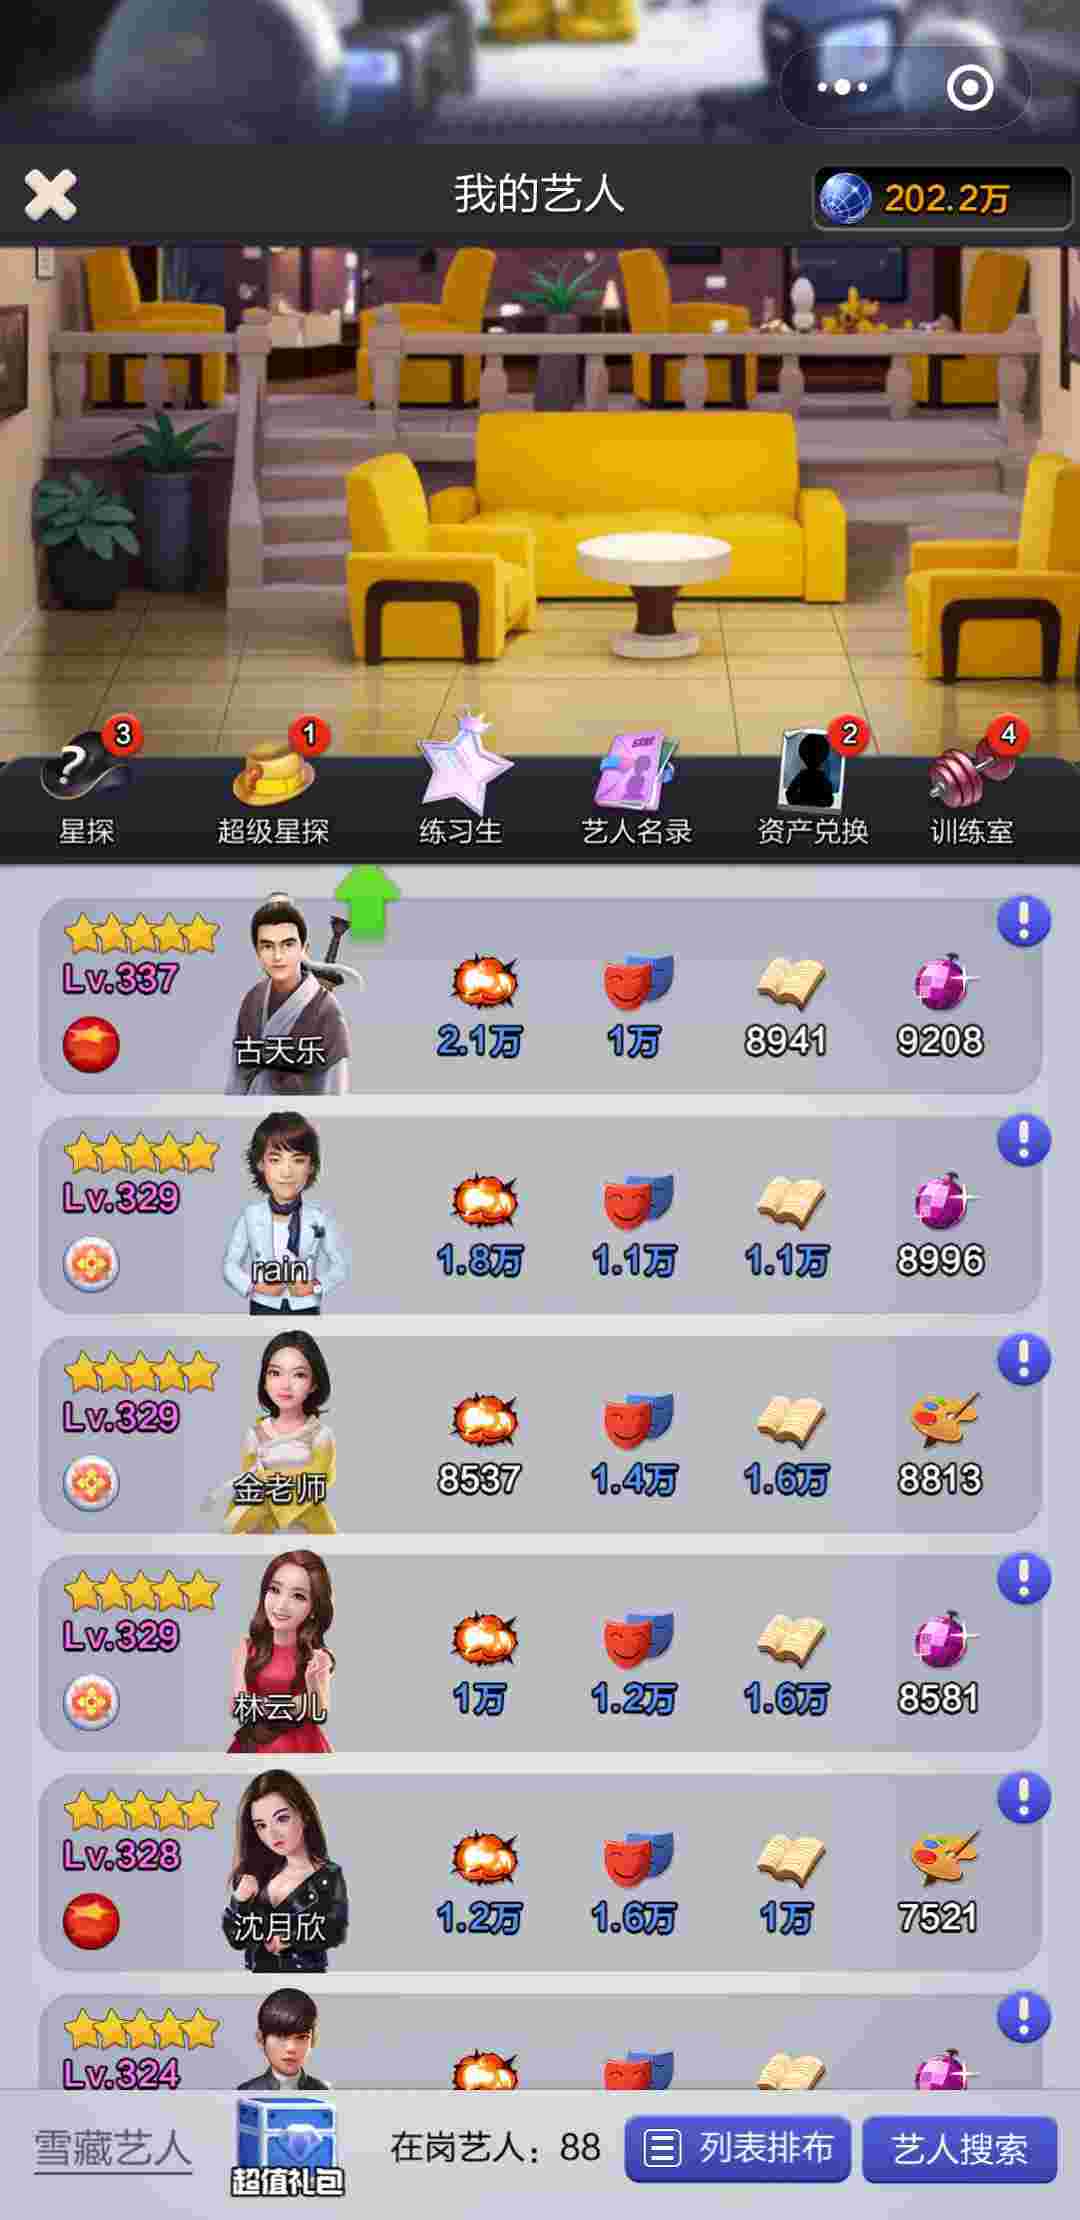 我的艺人
202.2万
3
1
2
4
星探
超级星探
练习生
艺人名录
资产兑换
训练室
Lv.337
古天乐
2.1万
1万
8941
9208
Lv.329
rain
1.8万
1.1万
1.1万
8996
Lv.329
金老师
8537
1.4万
1.6万
8813
Lv.329
林云儿
1万
1.2万
1.6万
8581
Lv.328
沈月欣
1.2万
1.6万
1万
7521
Lv.324
雪藏艺人
超值礼包
在岗艺人：88
列表排布
艺人搜索